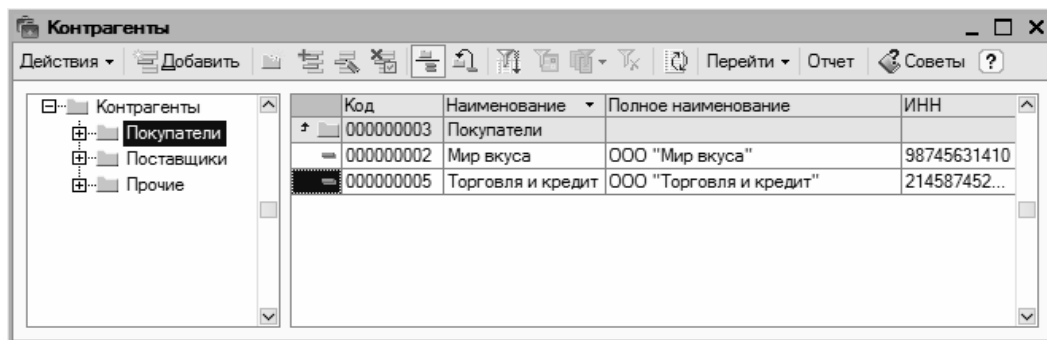 Контрагенты
Действия Добавить Перейти Отчет Советы ?
Контрагенты
Покупатели
Поставщики
Прочие
Код Наименование Полное наименование ИНН
000000003 Покупатели
000000002 Мир вкуса ООО "Мир вкуса" 98745631410
000000005 Торговля и кредит ООО "Торговля и кредит" 214587452...